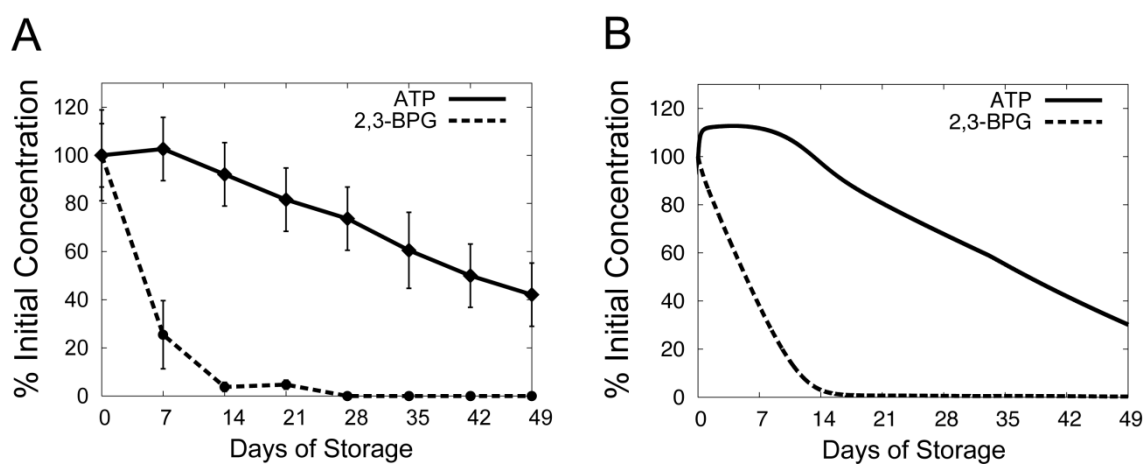 A
% Initial Concentration
120
100
80
60
40
20
0
ATP
2,3-BPG
0 7 14 21 28 35 42 49
Days of Storage
B
% Initial Concentration
120
100
80
60
40
20
0
ATP
2,3-BPG
0 7 14 21 28 35 42 49
Days of Storage